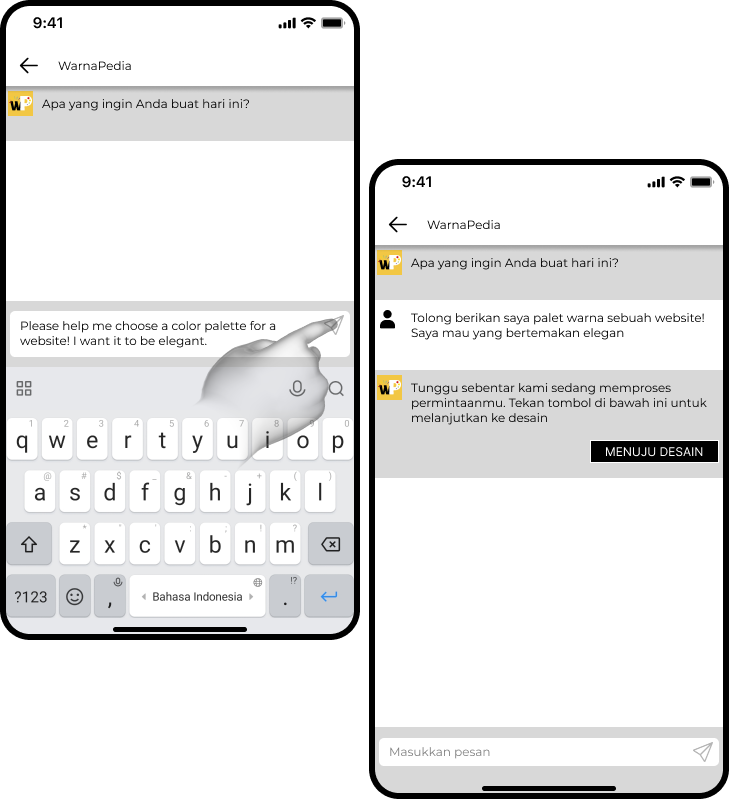 9:41
WarnaPedia
WP
Apa yang ingin Anda buat hari ini?
Please help me choose a color palette for a
website! I want it to be elegant.
1 2 3 4 5 6 7 8 9 0
q w e r t y u i o p
@ # $ _ & - + ( )
a s d f g h j k l
* " ' : ; ! ?
z x c v b n m
!?
?123 , Bahasa Indonesia .
9:41
WarnaPedia
WP
Apa yang ingin Anda buat hari ini?
Tolong berikan saya palet warna sebuah website!
Saya mau yang bertemakan elegan
WP
Tunggu sebentar kami sedang memproses
permintaanmu. Tekan tombol di bawah ini untuk
melanjutkan ke desain
MENUJU DESAIN
Masukkan pesan